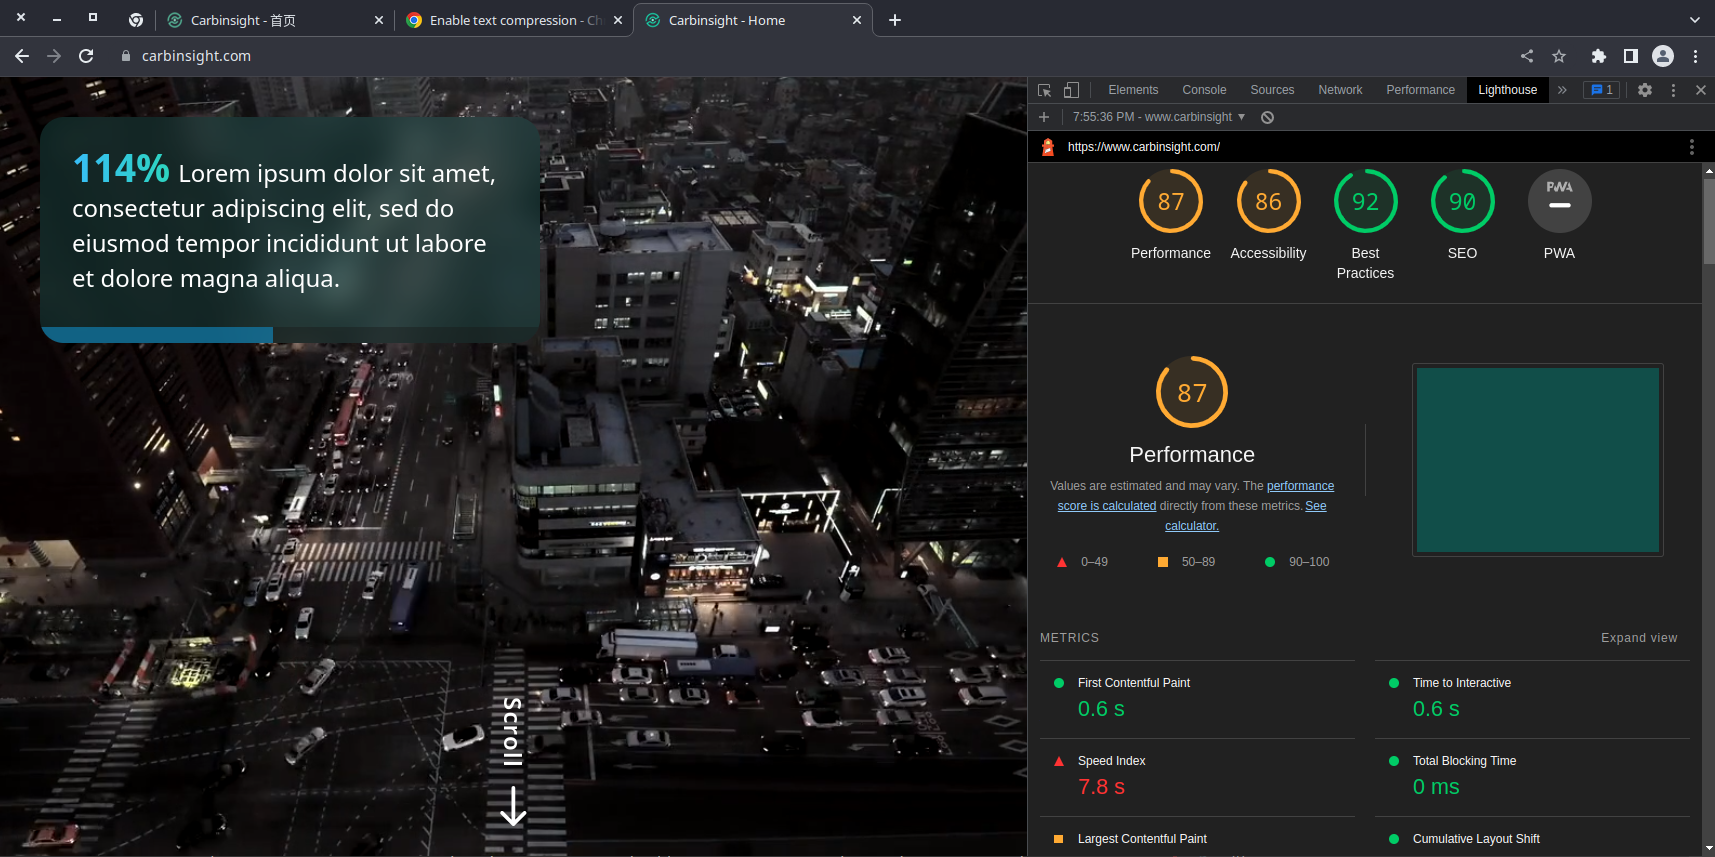 Carbinsight - 首页
Enable text compression - Ch
Carbinsight - Home
carbinsight.com
114% Lorem ipsum dolor sit amet,
consectetur adipiscing elit, sed do
eiusmod tempor incididunt ut labore
et dolore magna aliqua.
Scroll
Elements Console Sources Network Performance Lighthouse 1
7:55:36 PM - www.carbinsight
https://www.carbinsight.com/
87 86 92 90 PWA
Performance Accessibility Best SEO PWA
Practices
87
Performance
Values are estimated and may vary. The performance
score is calculated directly from these metrics. See
calculator.
0–49 50–89 90–100
METRICS Expand view
First Contentful Paint
0.6 s
Time to Interactive
0.6 s
Speed Index
7.8 s
Total Blocking Time
0 ms
Largest Contentful Paint
Cumulative Layout Shift